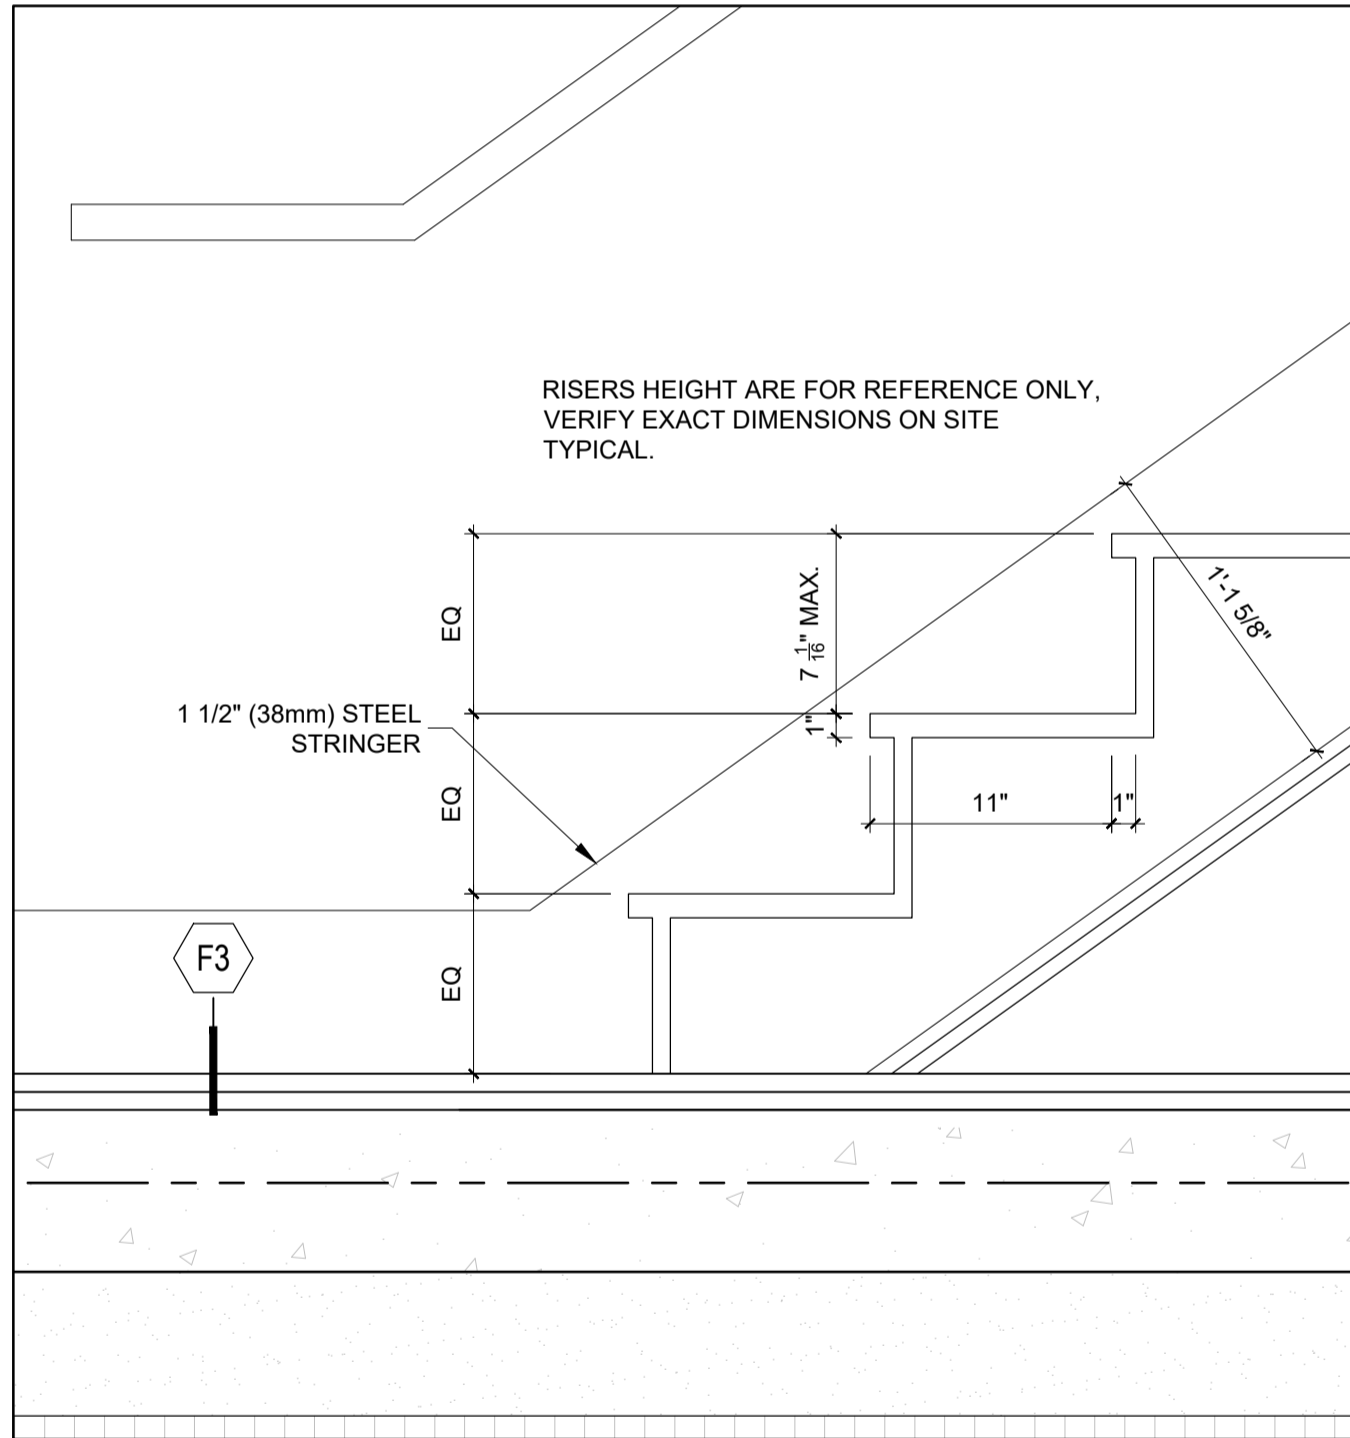 RISERS HEIGHT ARE FOR REFERENCE ONLY,
VERIFY EXACT DIMENSIONS ON SITE
TYPICAL.
1'-1 5/8"
EQ
7 1/16" MAX.
1 1/2" (38mm) STEEL
STRINGER
1"
EQ
11"
1"
F3
EQ